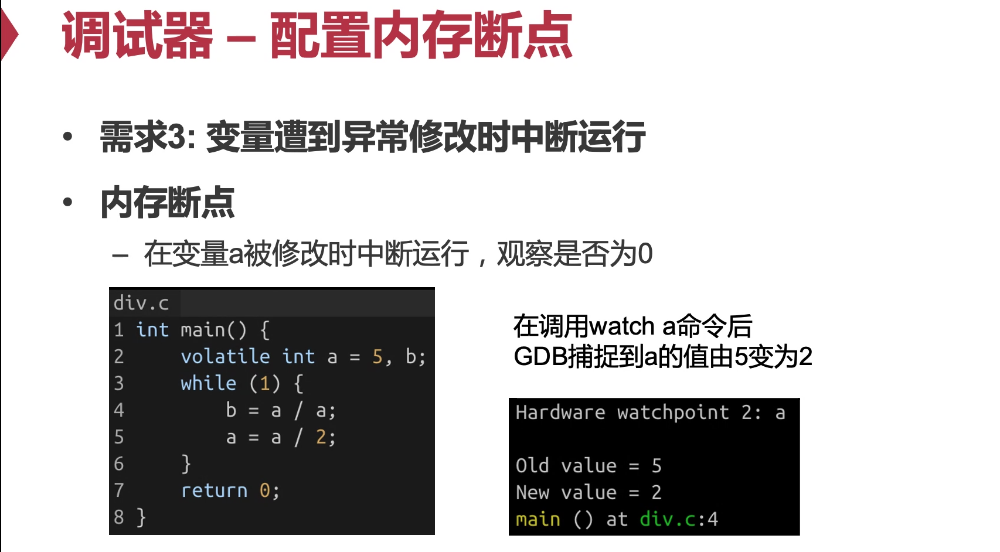 调试器 – 配置内存断点
• 需求3: 变量遭到异常修改时中断运行
• 内存断点
– 在变量a被修改时中断运行，观察是否为0
div.c
1 int main() {
2     volatile int a = 5, b;
3     while (1) {
4         b = a / a;
5         a = a / 2;
6     }
7     return 0;
8 }
在调用watch a命令后
GDB捕捉到a的值由5变为2
Hardware watchpoint 2: a
Old value = 5
New value = 2
main () at div.c:4